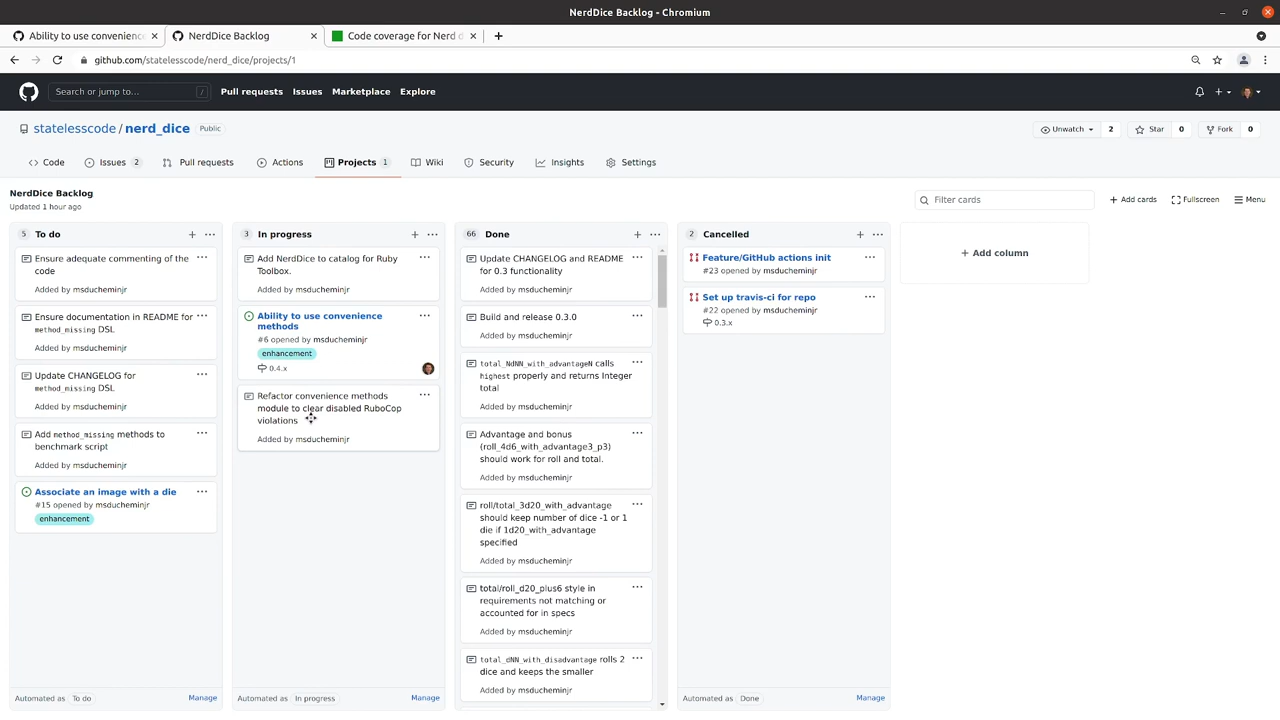 NerdDice Backlog - Chromium
Ability to use convenience
NerdDice Backlog
Code coverage for Nerd d
github.com/statelesscode/nerd_dice/projects/1
Search or jump to...
/
Pull requests
Issues
Marketplace
Explore
statelesscode / nerd_dice
Public
Unwatch
2
Star
0
Fork
0
Code
Issues 2
Pull requests
Actions
Projects 1
Wiki
Security
Insights
Settings
NerdDice Backlog
Updated 1 hour ago
Filter cards
+ Add cards
Fullscreen
Menu
5 To do
Ensure adequate commenting of the
code
Added by msducheminjr
Ensure documentation in README for
method_missing DSL
Added by msducheminjr
Update CHANGELOG for
method_missing DSL
Added by msducheminjr
Add method_missing methods to
benchmark script
Added by msducheminjr
Associate an image with a die
#15 opened by msducheminjr
enhancement
Automated as To do
Manage
3 In progress
Add NerdDice to catalog for Ruby
Toolbox.
Added by msducheminjr
Ability to use convenience
methods
#6 opened by msducheminjr
enhancement
0.4.x
Refactor convenience methods
module to clear disabled RuboCop
violations
Added by msducheminjr
Automated as In progress
Manage
66 Done
Update CHANGELOG and README
for 0.3 functionality
Added by msducheminjr
Build and release 0.3.0
Added by msducheminjr
total_NdNN_with_advantageN calls
highest properly and returns Integer
total
Added by msducheminjr
Advantage and bonus
(roll_4d6_with_advantage3_p3)
should work for roll and total.
Added by msducheminjr
roll/total_3d20_with_advantage
should keep number of dice -1 or 1
die if 1d20_with_advantage
specified
Added by msducheminjr
total/roll_d20_plus6 style in
requirements not matching or
accounted for in specs
Added by msducheminjr
total_dNN_with_disadvantage rolls 2
dice and keeps the smaller
Added by msducheminjr
2 Cancelled
Feature/GitHub actions init
#23 opened by msducheminjr
Set up travis-ci for repo
#22 opened by msducheminjr
0.3.x
Automated as Done
Manage
+ Add column